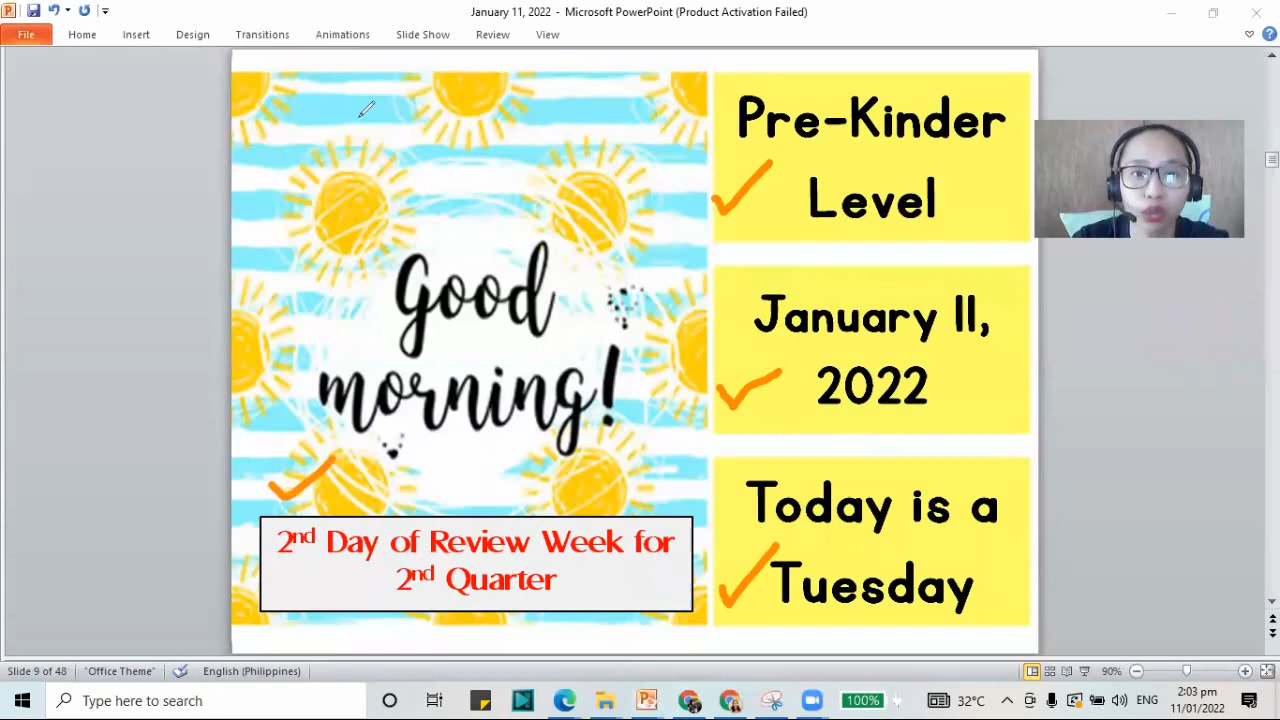 January 11, 2022 - Microsoft PowerPoint (Product Activation Failed)
File Home Insert Design Transitions Animations Slide Show Review View
Good
morning!
2nd Day of Review Week for
2nd Quarter
Pre-Kinder
Level
January 11,
2022
Today is a
Tuesday
Slide 9 of 48 "Office Theme" English (Philippines) 90%
Type here to search 100% 32°C ENG 2:03 pm
11/01/2022